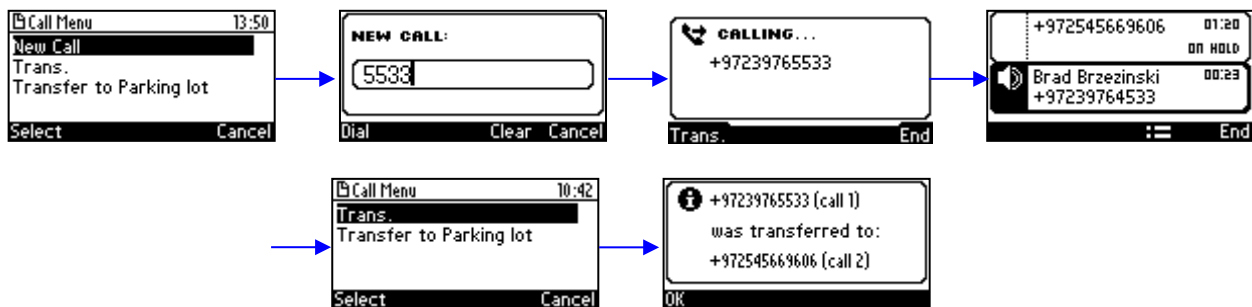 Call Menu 13:50
New Call
Trans.
Transfer to Parking lot
Select Cancel
NEW CALL:
5533
Dial Clear Cancel
CALLING...
+97239765533
Trans. End
+972545669606 01:20
ON HOLD
Brad Brzezinski 00:23
+97239764533
End
Call Menu 10:42
Trans.
Transfer to Parking lot
Select Cancel
+97239765533 (call 1)
was transferred to:
+972545669606 (call 2)
OK